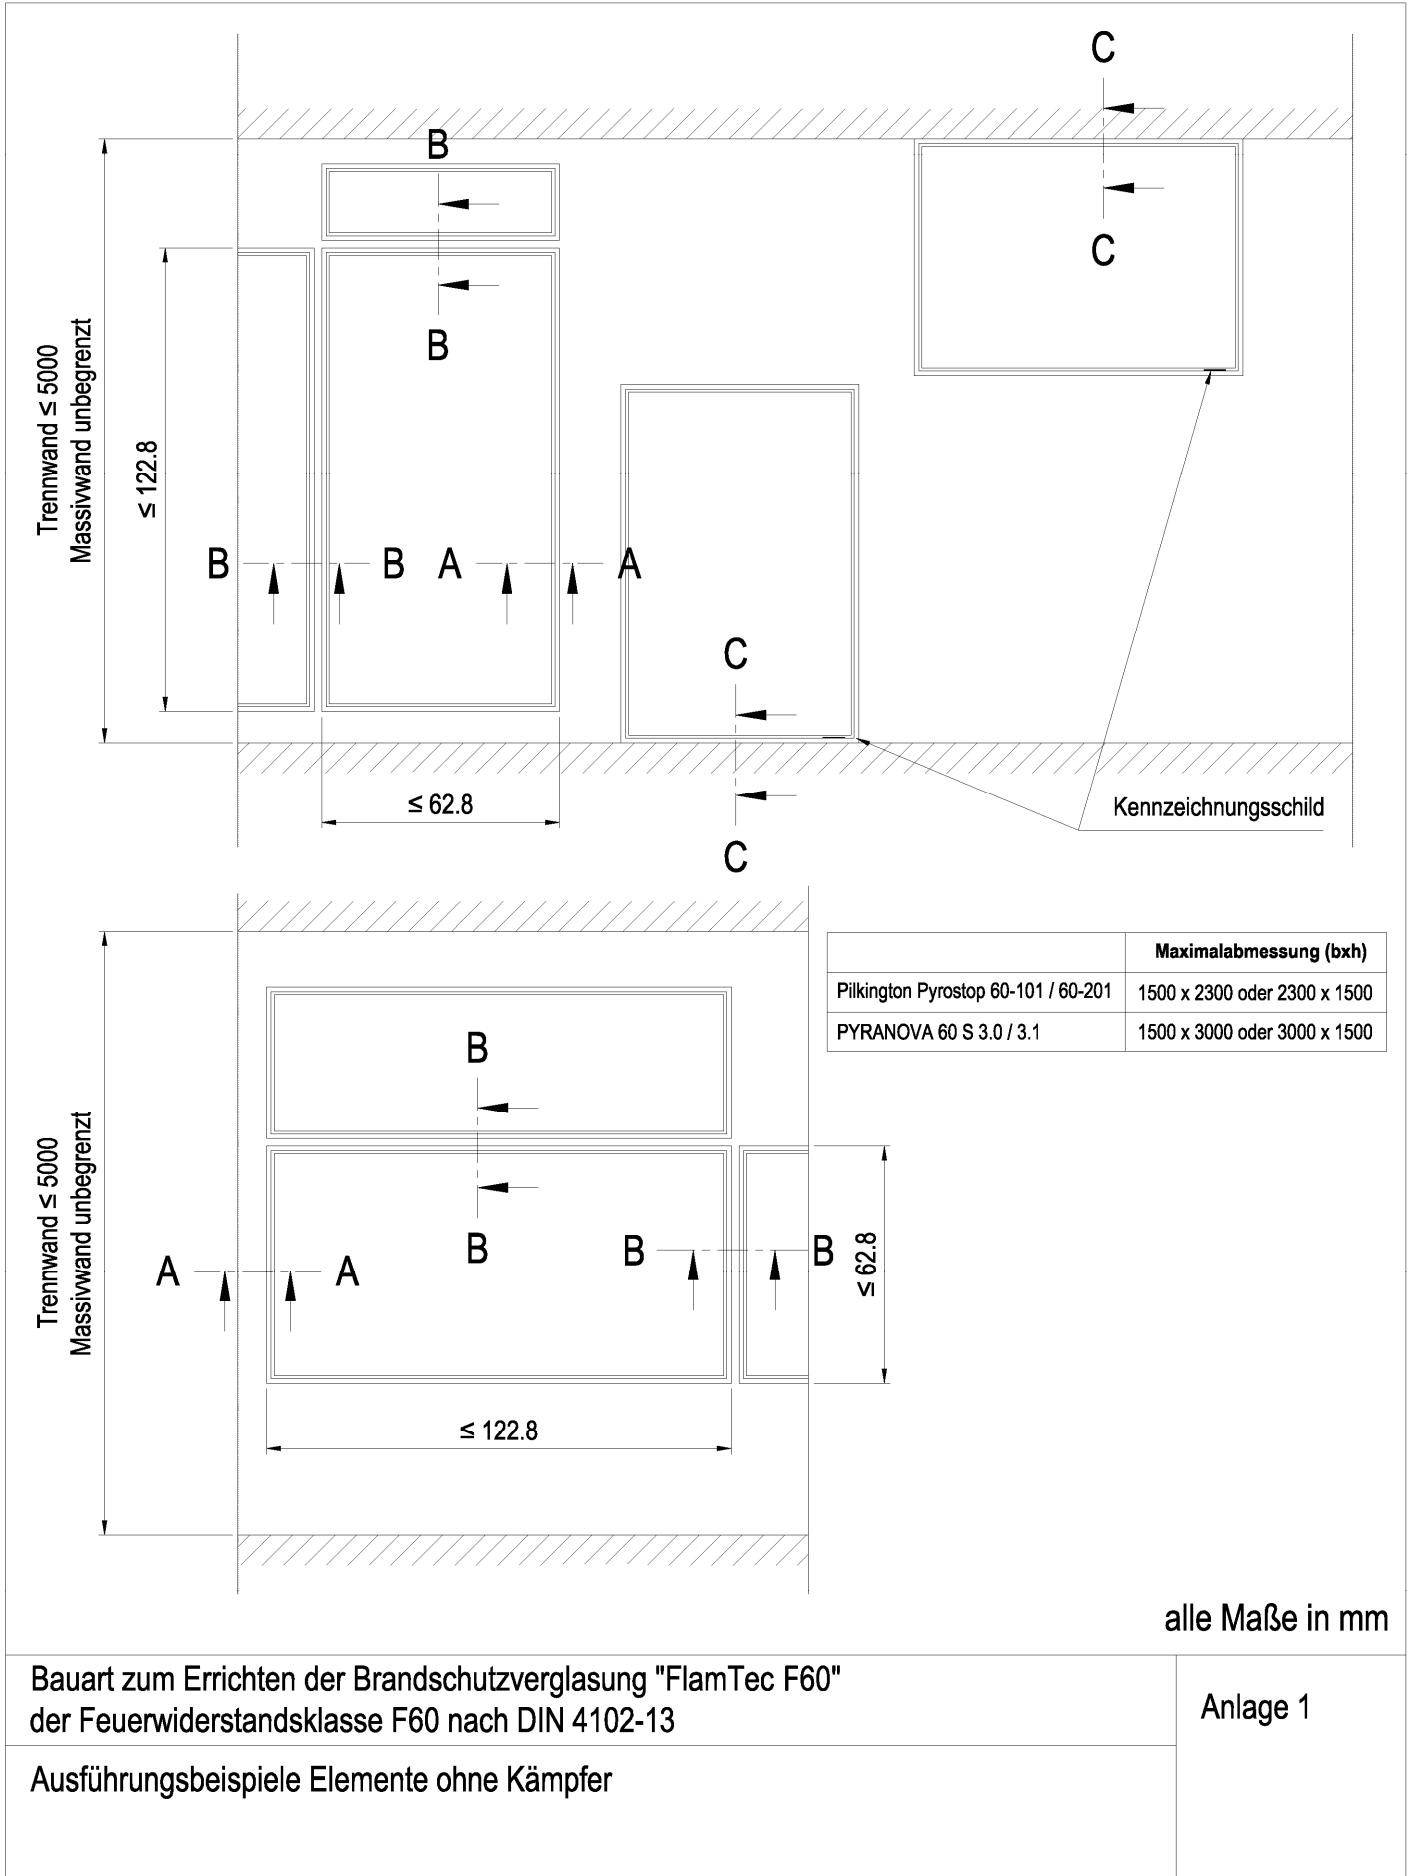 C
B
C
B
Trennwand ≤ 5000
Massivwand unbegrenzt
≤ 122.8
B B A A
C
≤ 62.8
Kennzeichnungsschild
C
Maximalabmessung (bxh)
Pilkington Pyrostop 60-101 / 60-201 1500 x 2300 oder 2300 x 1500
PYRANOVA 60 S 3.0 / 3.1 1500 x 3000 oder 3000 x 1500
B
Trennwand ≤ 5000
Massivwand unbegrenzt
B B B
≤ 62.8
A A
≤ 122.8
alle Maße in mm
Bauart zum Errichten der Brandschutzverglasung "FlamTec F60"
der Feuerwiderstandsklasse F60 nach DIN 4102-13
Anlage 1
Ausführungsbeispiele Elemente ohne Kämpfer